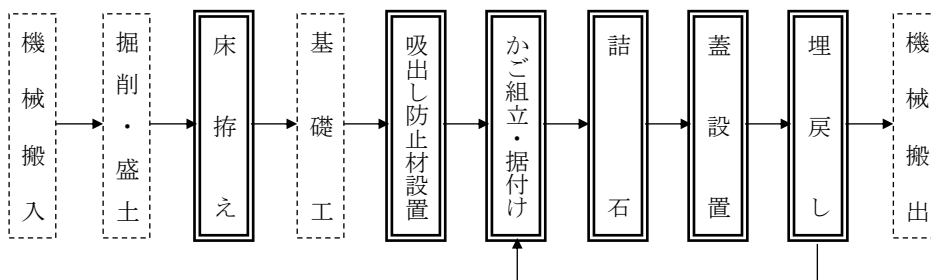 機械搬入
掘削・盛土
床拵え
基礎工
吸出し防止材設置
かご組立・据付け
詰石
蓋設置
埋戻し
機械搬出